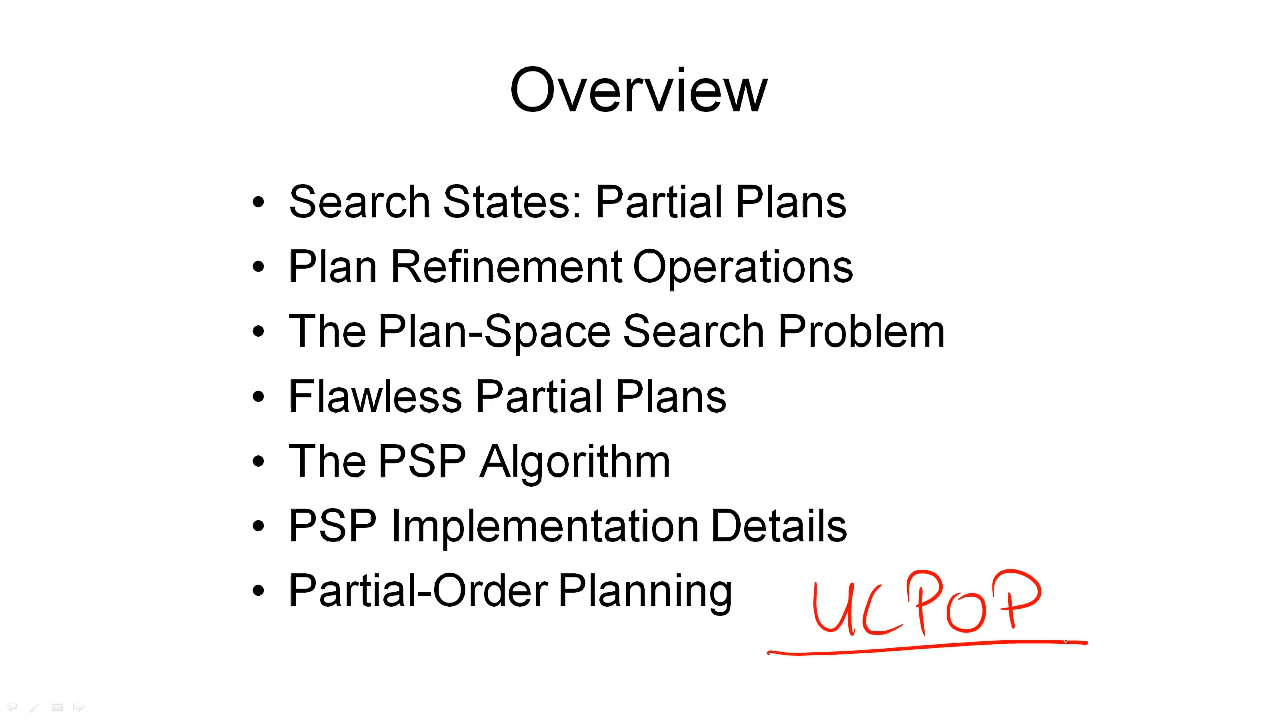 Overview
• Search States: Partial Plans
• Plan Refinement Operations
• The Plan-Space Search Problem
• Flawless Partial Plans
• The PSP Algorithm
• PSP Implementation Details
• Partial-Order Planning UCPOP